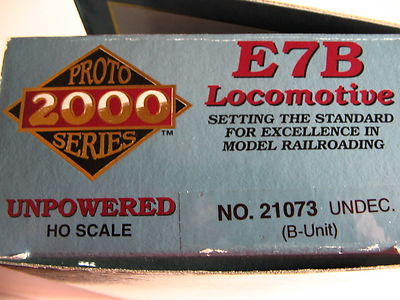 PROTO
2000
SERIES
™
E7B
Locomotive
SETTING THE STANDARD
FOR EXCELLENCE IN
MODEL RAILROADING
UNPOWERED
HO SCALE
NO. 21073 UNDEC.
(B-Unit)